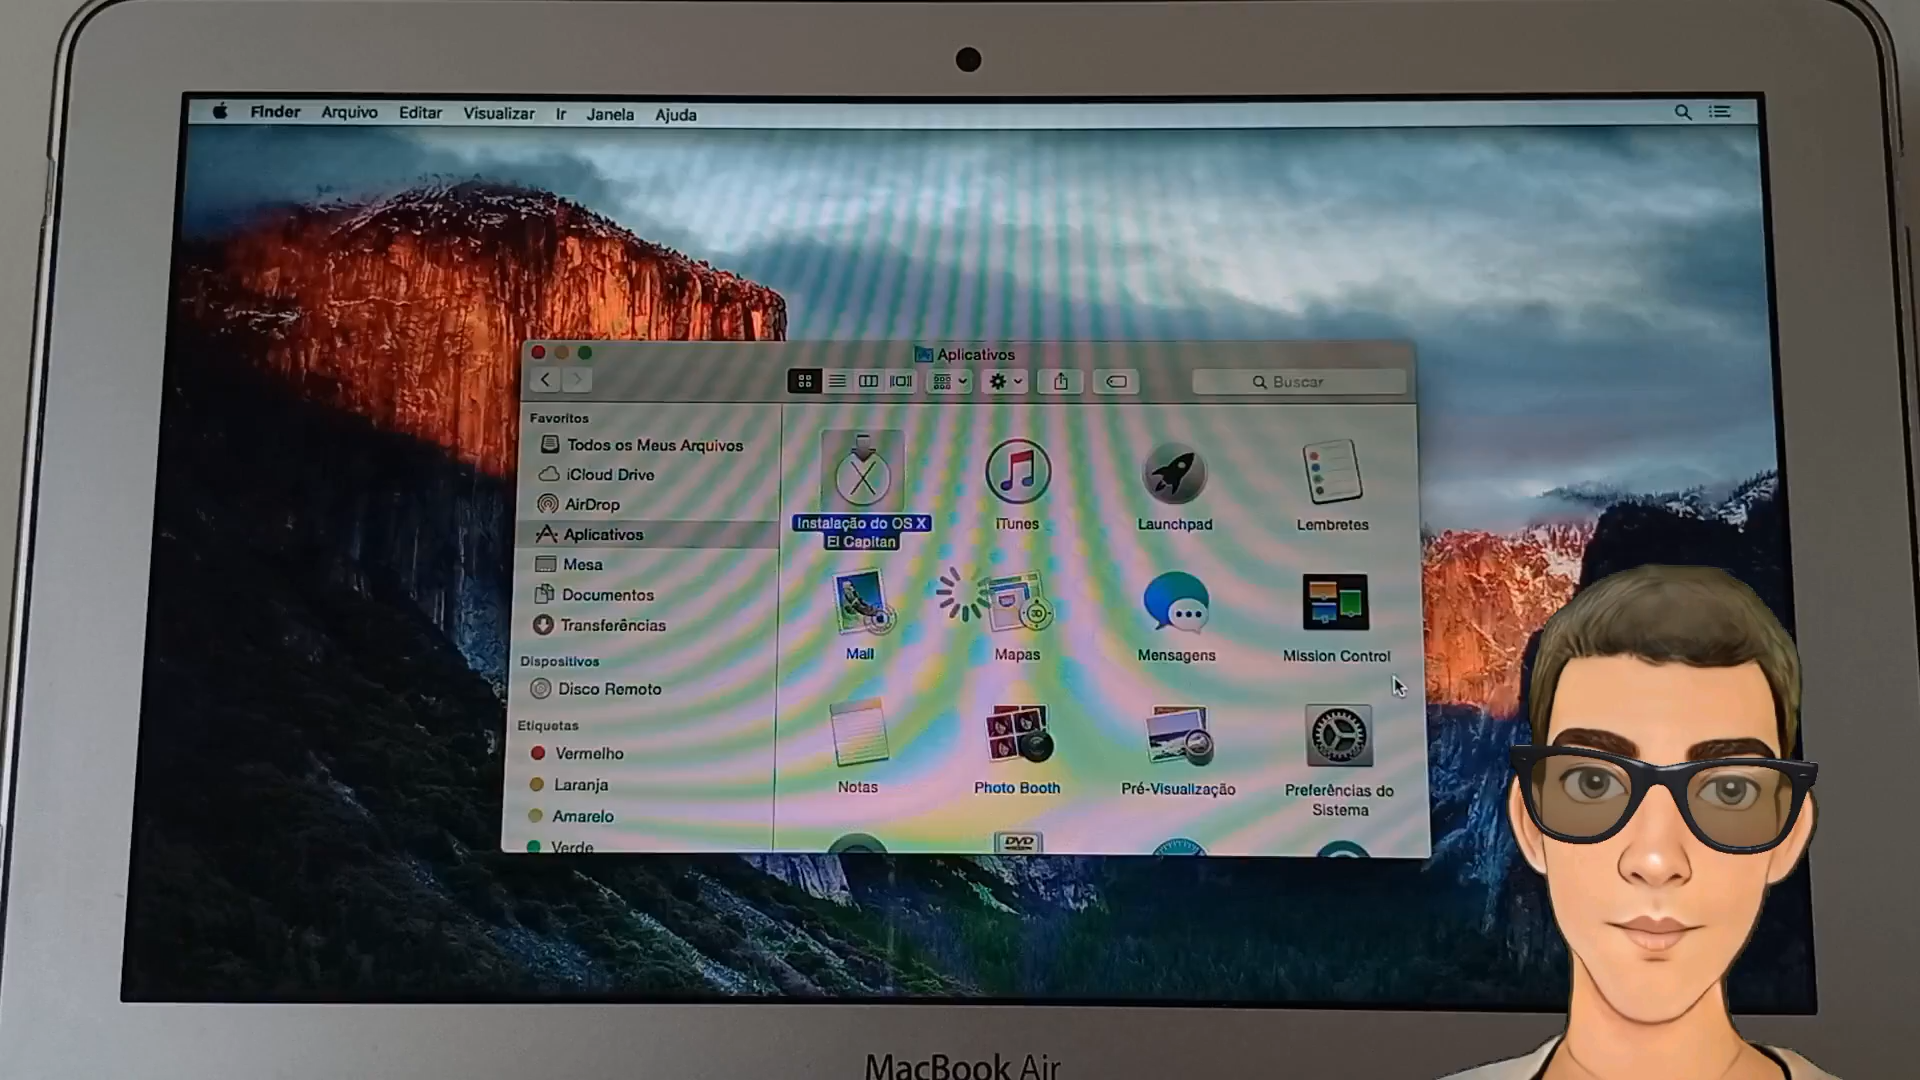 Finder Arquivo Editar Visualizar Ir Janela Ajuda
Aplicativos
Buscar
Favoritos
Todos os Meus Arquivos
iCloud Drive
AirDrop
Aplicativos
Mesa
Documentos
Transferências
Dispositivos
Disco Remoto
Etiquetas
Vermelho
Laranja
Amarelo
Verde
Instalação do OS X
El Capitan
iTunes
Launchpad
Lembretes
Mail
Mapas
3D
Mensagens
Mission Control
Notas
Photo Booth
Pré-Visualização
Preferências do
Sistema
DVD
MacBook Air